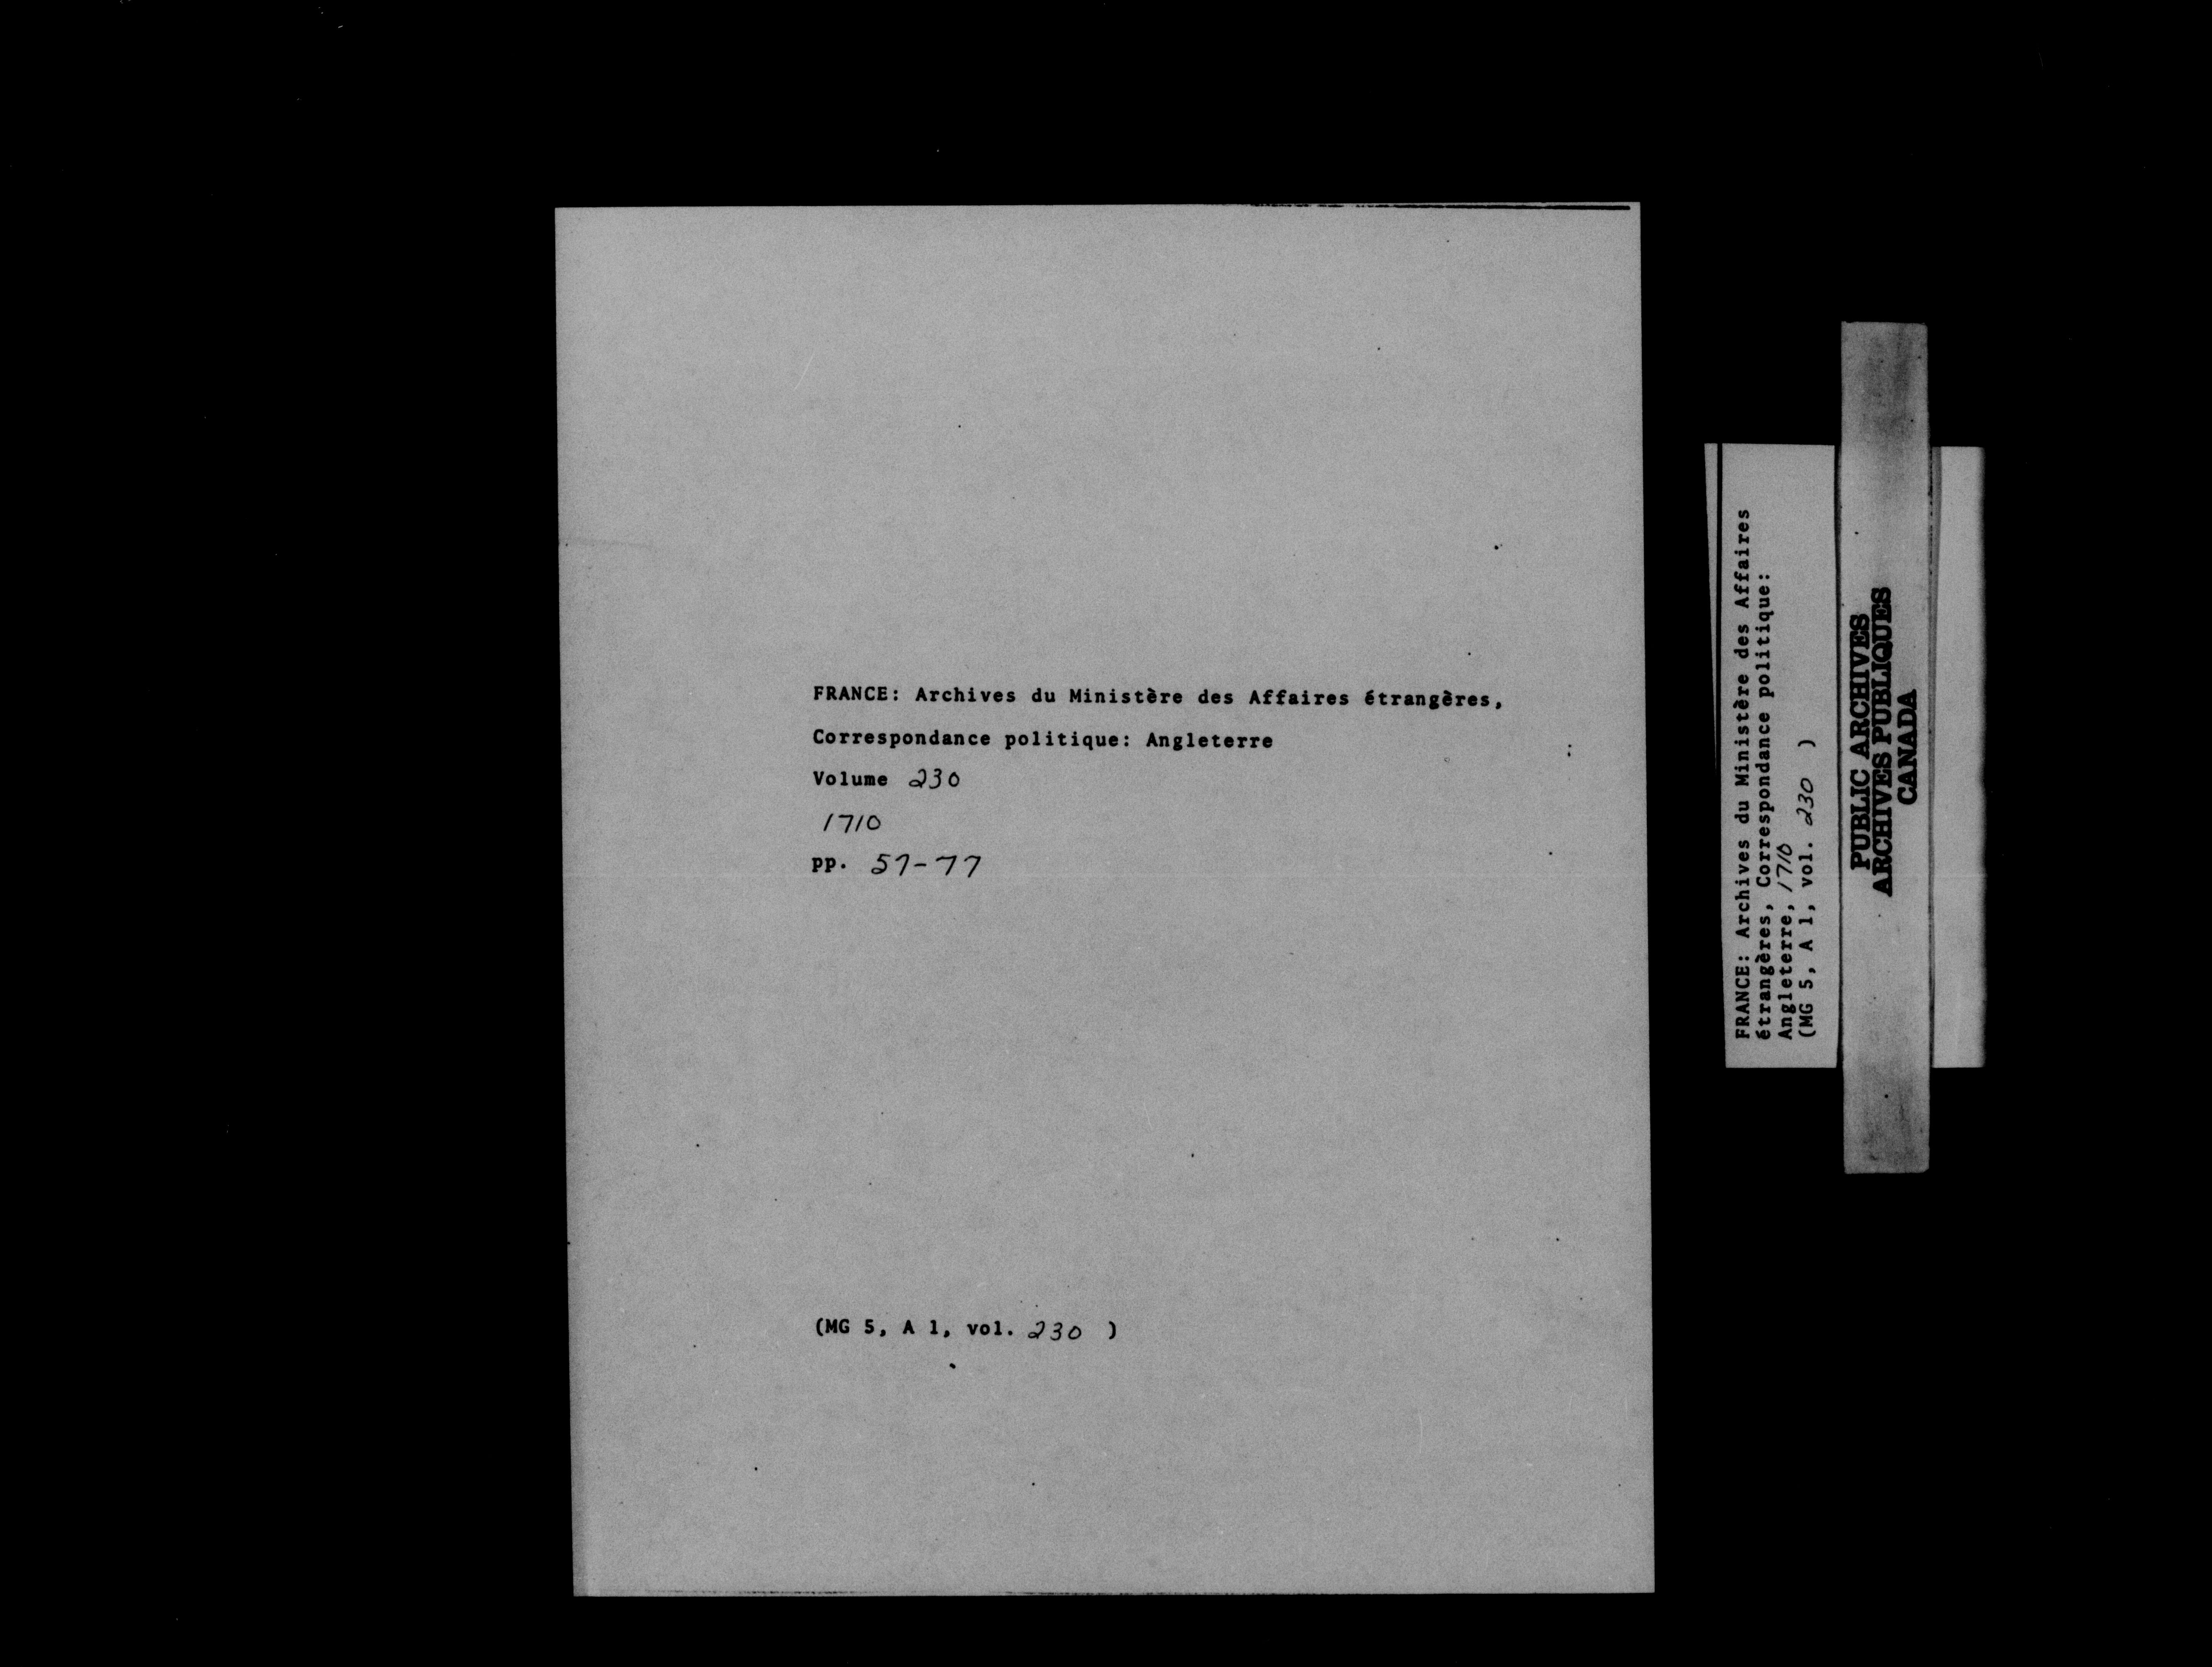 FRANCE: Archives du Ministère des Affaires étrangères,
Correspondance politique: Angleterre
Volume 230
1710
pp. 57-77
(MG 5, A 1, vol. 230 )
FRANCE: Archives du Ministère des Affaires
étrangères, Correspondance politique:
Angleterre, 1710
(MG 5, A 1, vol. 230 )
PUBLIC ARCHIVES
ARCHIVES PUBLIQUES
CANADA